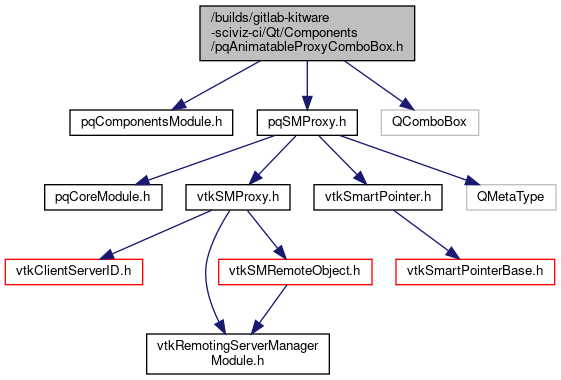 /builds/gitlab-kitware
-sciviz-ci/Qt/Components
/pqAnimatableProxyComboBox.h
pqComponentsModule.h
pqSMProxy.h
QComboBox
pqCoreModule.h
vtkSMProxy.h
vtkSmartPointer.h
QMetaType
vtkClientServerID.h
vtkSMRemoteObject.h
vtkSmartPointerBase.h
vtkRemotingServerManager
Module.h